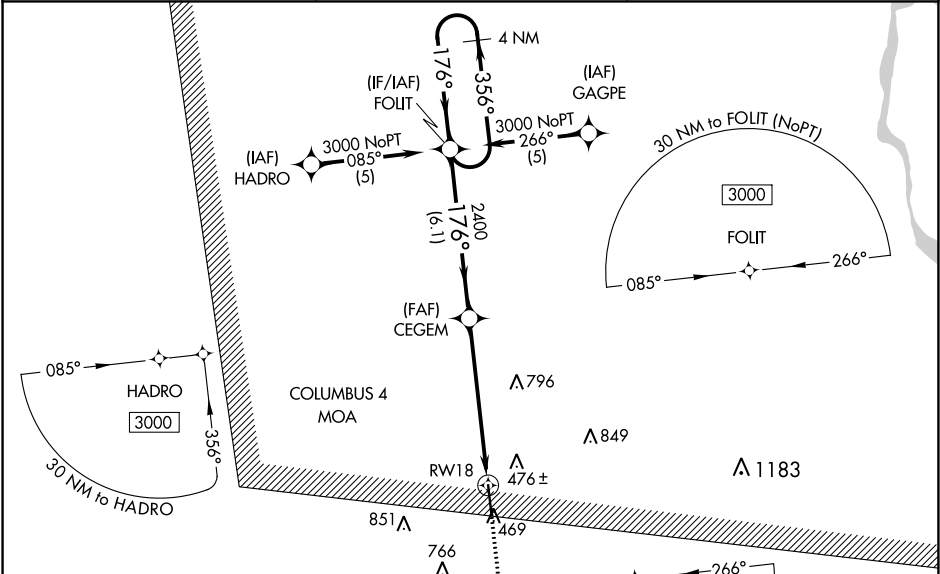 4 NM
176°
356°
(IF/IAF)
FOLIT
(IAF)
GAGPE
3000 NoPT
266°
(5)
(IAF)
HADRO
3000 NoPT
085°
(5)
30 NM to FOLIT (NoPT)
3000
FOLIT
085°
266°
2400
176°
(6.1)
(FAF)
CEGEM
085°
HADRO
3000
356°
30 NM to HADRO
COLUMBUS 4
MOA
796
849
1183
RW18
476±
469
851
766
266°